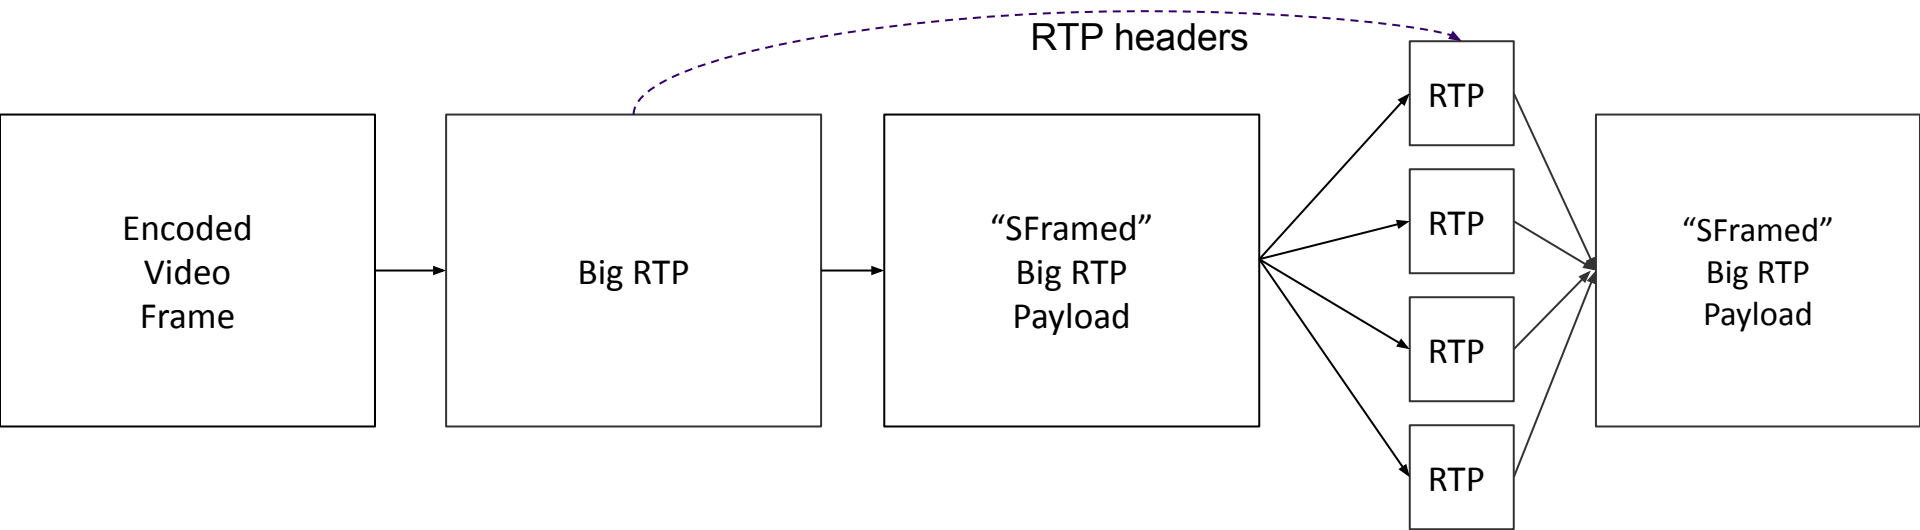 RTP headers
Encoded
Video
Frame
Big RTP
“SFramed”
Big RTP
Payload
RTP
RTP
RTP
RTP
“SFramed”
Big RTP
Payload